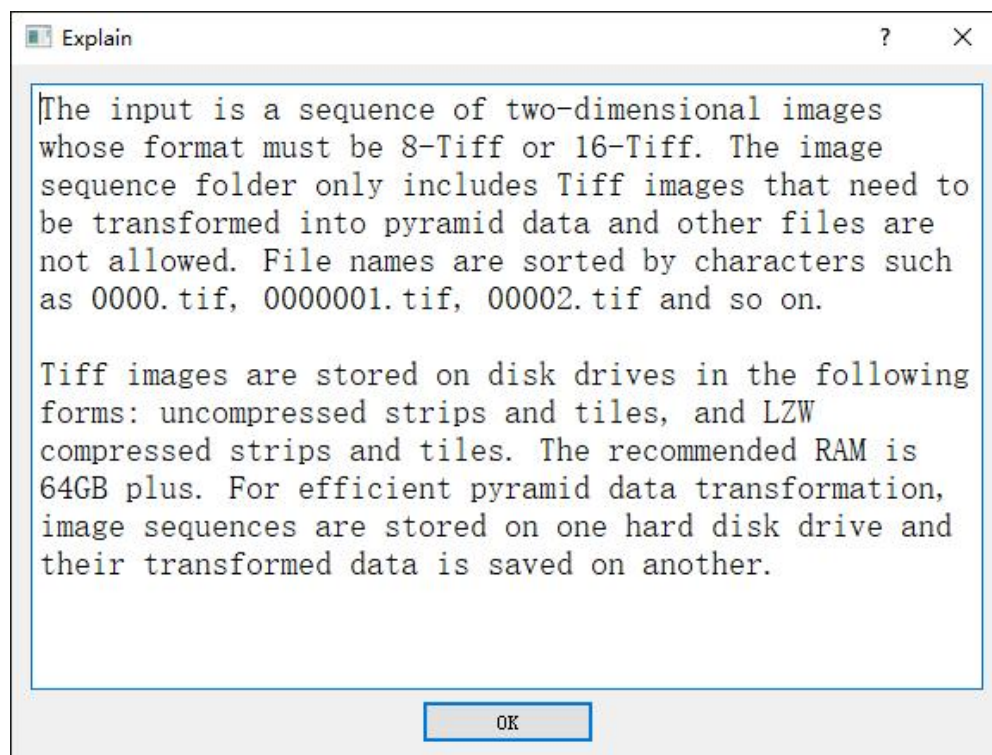 Explain
?
The input is a sequence of two-dimensional images
whose format must be 8-Tiff or 16-Tiff. The image
sequence folder only includes Tiff images that need to
be transformed into pyramid data and other files are
not allowed. File names are sorted by characters such
as 0000.tif, 0000001.tif, 00002.tif and so on.
Tiff images are stored on disk drives in the following
forms: uncompressed strips and tiles, and LZW
compressed strips and tiles. The recommended RAM is
64GB plus. For efficient pyramid data transformation,
image sequences are stored on one hard disk drive and
their transformed data is saved on another.
OK